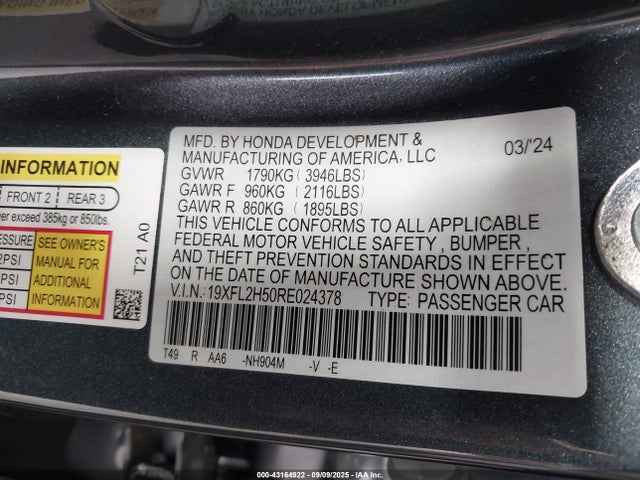 MFD. BY HONDA DEVELOPMENT &
MANUFACTURING OF AMERICA, LLC 03/'24
GVWR 1790KG (3946LBS)
GAWR F 960KG (2116LBS)
GAWR R 860KG (1895LBS)
THIS VEHICLE CONFORMS TO ALL APPLICABLE
FEDERAL MOTOR VEHICLE SAFETY, BUMPER,
AND THEFT PREVENTION STANDARDS IN EFFECT
ON THE DATE OF MANUFACTURE SHOWN ABOVE.
V.I.N.:19XFL2H50RE024378 TYPE: PASSENGER CAR
T49 R AA6 -NH904M -V -E
INFORMATION
FRONT 2 REAR 3
exceed 385kg or 850lbs.
SEE OWNER'S
MANUAL FOR
ADDITIONAL
INFORMATION
PSI
PSI
T21 A0
000-43164922 - 09/09/2025 - IAA Inc.